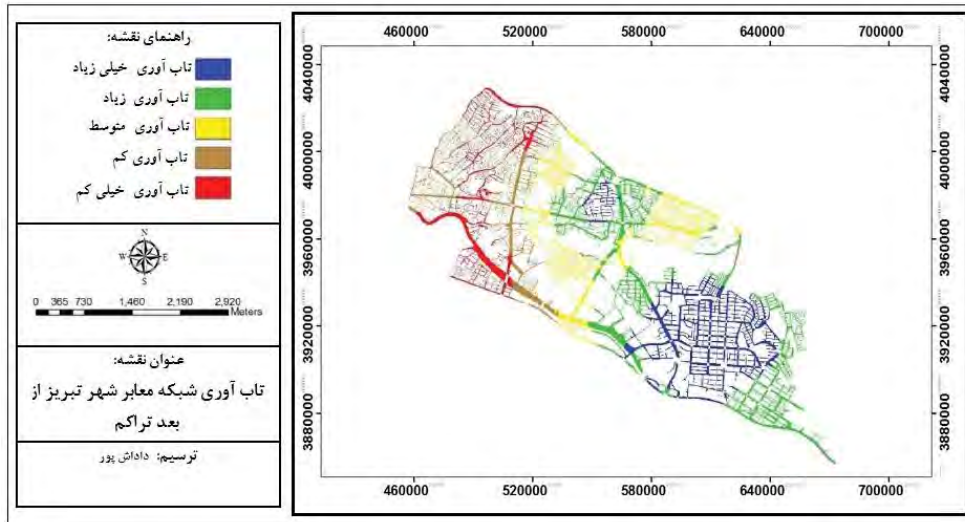 راهنمای نقشه:
تاب آوری خیلی زیاد
تاب آوری زیاد
تاب آوری متوسط
تاب آوری کم
تاب آوری خیلی کم
N
W E
S
0 365 730 1,460 2,190 2,920
Meters
عنوان نقشه:
تاب آوری شبکه معابر شهر تبریز از
بعد تراکم
ترسیم: داداش پور
460000 520000 580000 640000 700000
4040000
4000000
3960000
3920000
3880000
4040000
4000000
3960000
3920000
3880000
460000 520000 580000 640000 700000